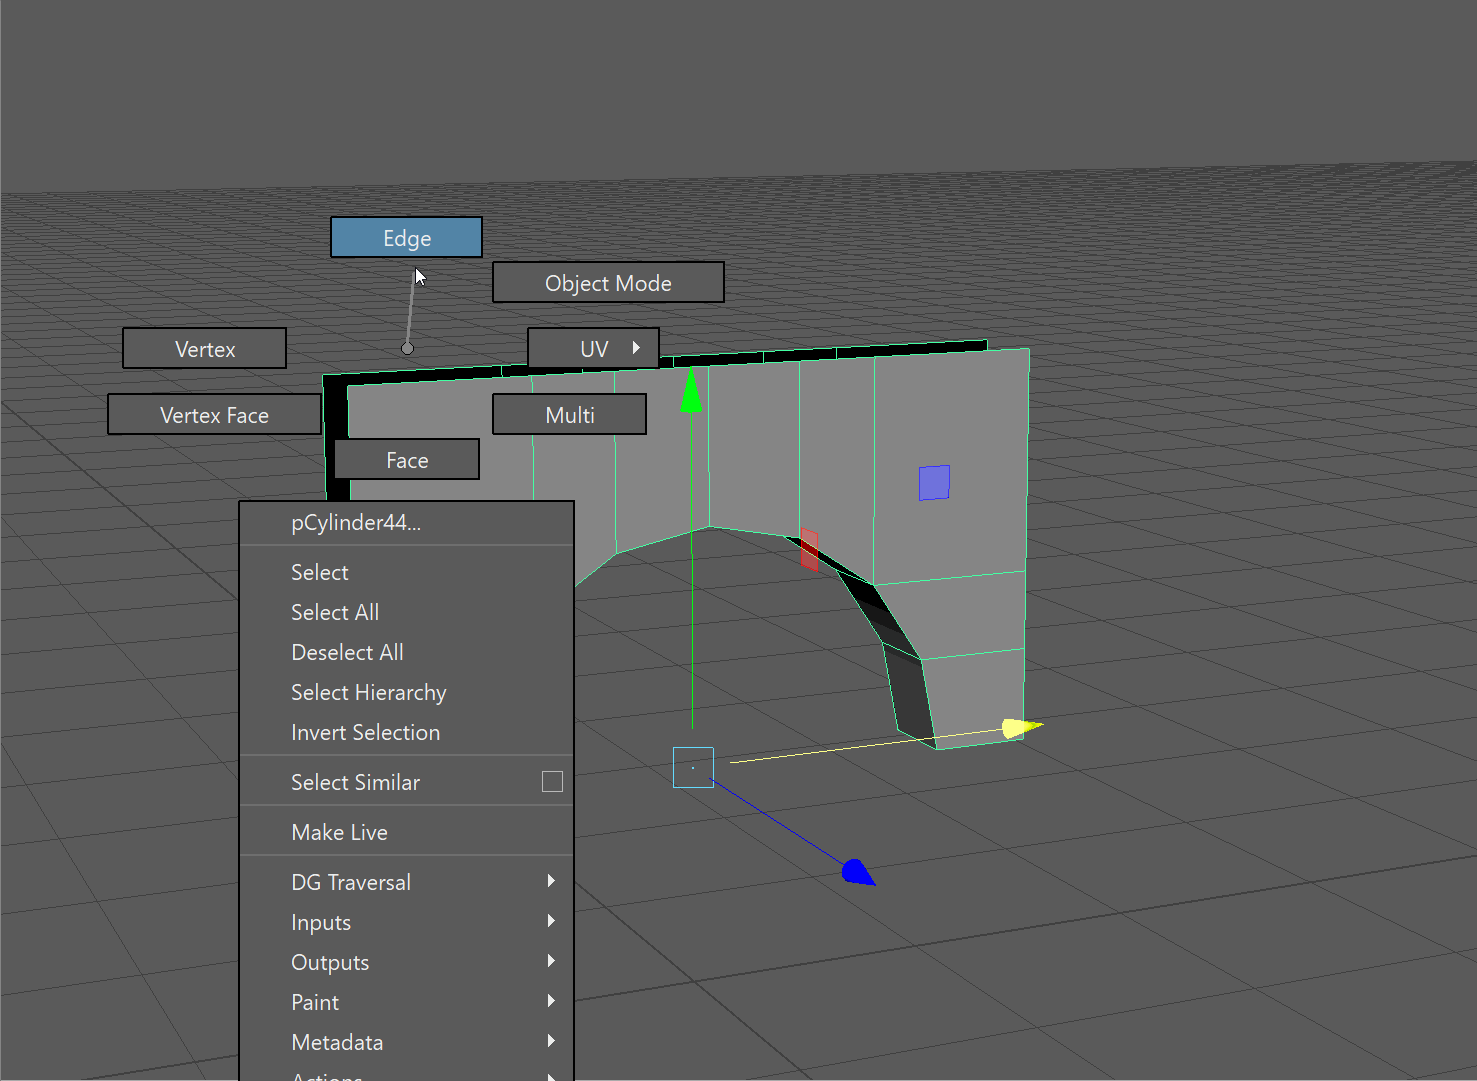 Edge
Object Mode
Vertex
UV
Vertex Face
Multi
Face
pCylinder44...
Select
Select All
Deselect All
Select Hierarchy
Invert Selection
Select Similar
Make Live
DG Traversal
Inputs
Outputs
Paint
Metadata
Actions